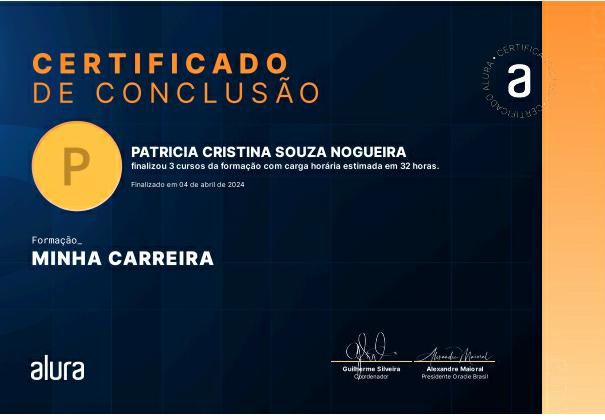 CERTIFICADO
DE CONCLUSÃO
ALURA • CERTIFICADO
CERTIFICADO
a
P
PATRICIA CRISTINA SOUZA NOGUEIRA
finalizou 3 cursos da formação com carga horária estimada em 32 horas.
Finalizado em 04 de abril de 2024
Formação_
MINHA CARREIRA
alura
Guilherme Silveira
Coordenador
Alexandre Maioral
Presidente Oracle Brasil